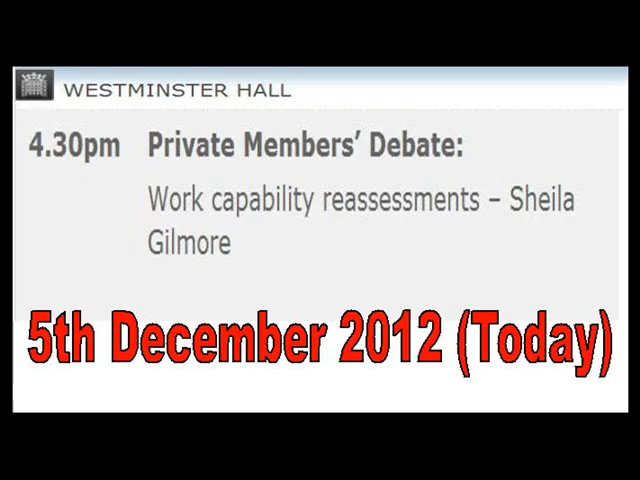 WESTMINSTER HALL
4.30pm Private Members’ Debate:
Work capability reassessments – Sheila
Gilmore
5th December 2012 (Today)